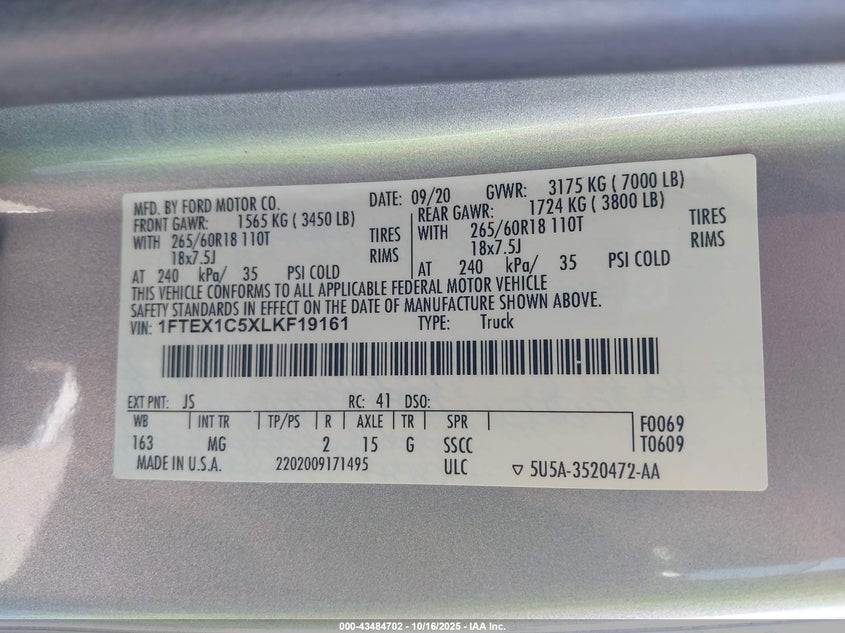 MFD. BY FORD MOTOR CO. DATE: 09/20 GVWR: 3175 KG ( 7000 LB)
FRONT GAWR: 1565 KG ( 3450 LB) REAR GAWR: 1724 KG ( 3800 LB)
WITH 265/60R18 110T TIRES WITH 265/60R18 110T TIRES
18x7.5J RIMS 18x7.5J RIMS
AT 240 kPa/ 35 PSI COLD AT 240 kPa/ 35 PSI COLD
THIS VEHICLE CONFORMS TO ALL APPLICABLE FEDERAL MOTOR VEHICLE
SAFETY STANDARDS IN EFFECT ON THE DATE OF MANUFACTURE SHOWN ABOVE.
VIN: 1FTEX1C5XLKF19161 TYPE: Truck
EXT PNT: JS RC: 41 DSO:
WB INT TR TP/PS R AXLE TR SPR F0069
163 MG 2 15 G SSCC T0609
MADE IN U.S.A. 2202009171495 ULC ▽ 5U5A-3520472-AA
000-43484702 - 10/16/2025 - IAA Inc.